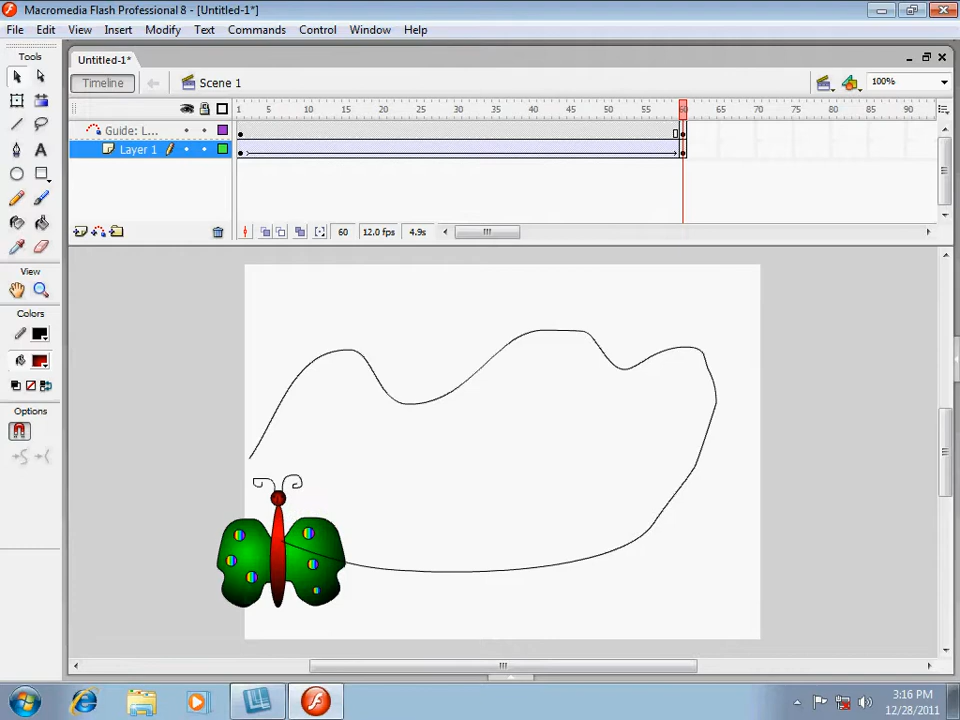 Macromedia Flash Professional 8 - [Untitled-1*]
File Edit View Insert Modify Text Commands Control Window Help
Tools
Untitled-1*
Timeline
Scene 1
100%
1 5 10 15 20 25 30 35 40 45 50 55 60 65 70 75 80 85 90
Guide: L...
Layer 1
60 12.0 fps 4.9s
View
Colors
Options
3:16 PM
12/28/2011